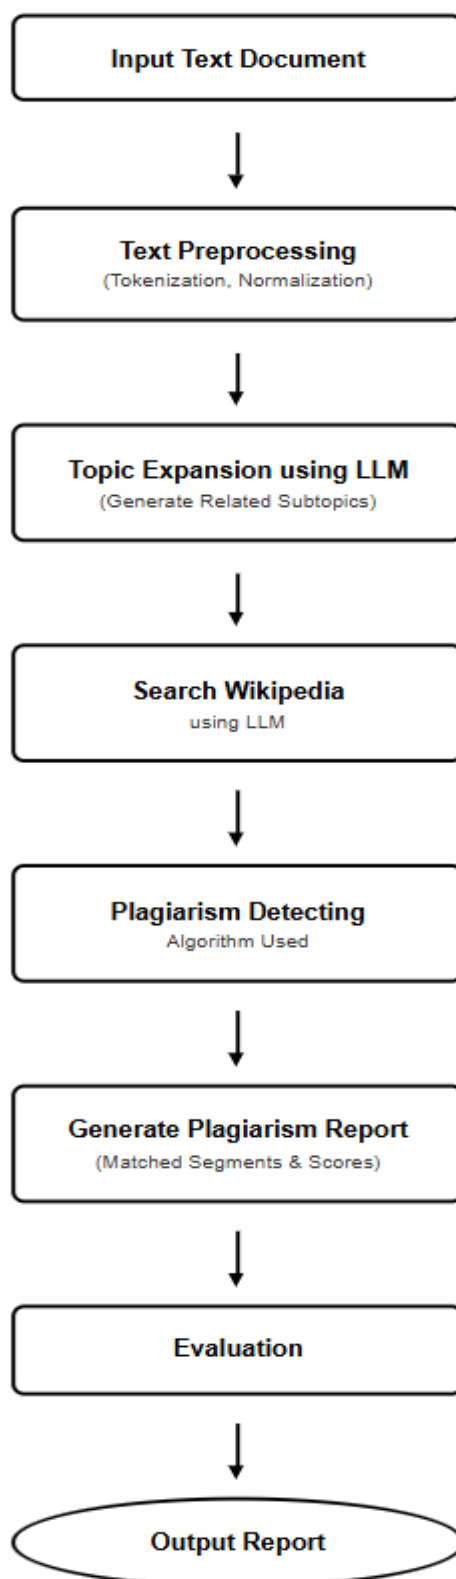 Input Text Document
Text Preprocessing
(Tokenization, Normalization)
Topic Expansion using LLM
(Generate Related Subtopics)
Search Wikipedia
using LLM
Plagiarism Detecting
Algorithm Used
Generate Plagiarism Report
(Matched Segments & Scores)
Evaluation
Output Report